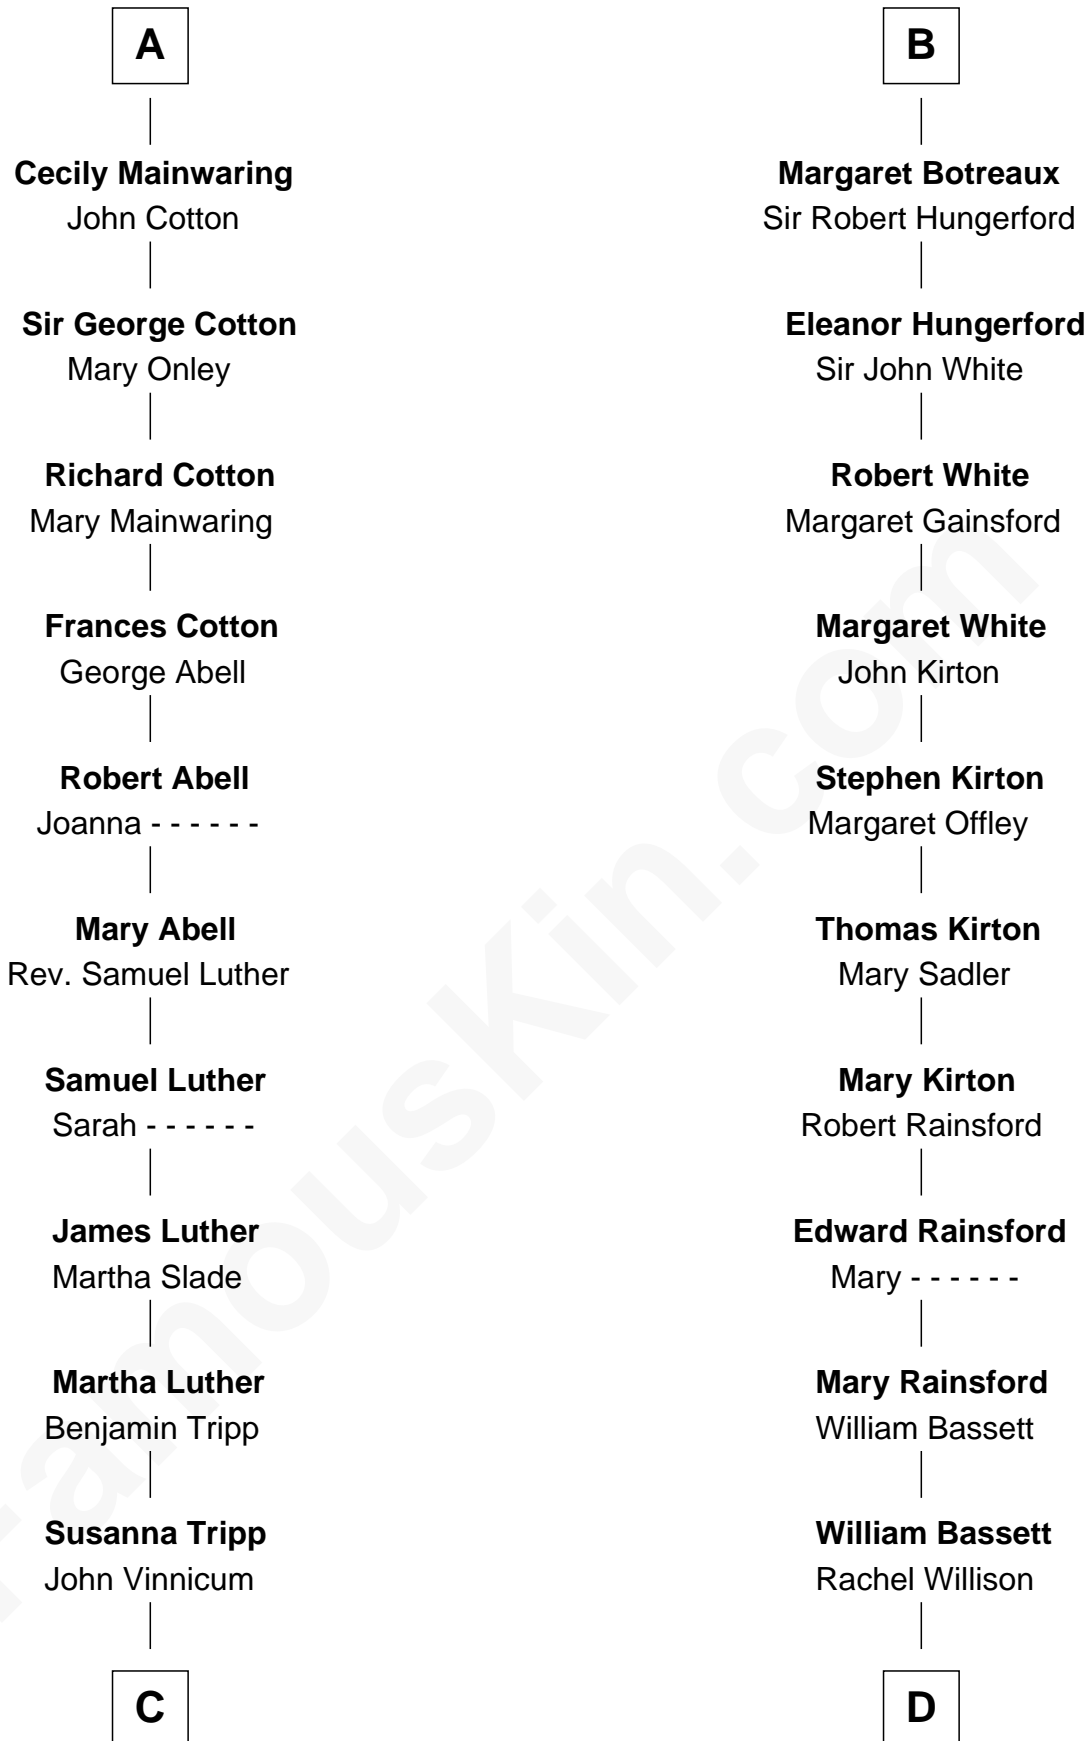 A
Cecily Mainwaring
John Cotton
Sir George Cotton
Mary Onley
Richard Cotton
Mary Mainwaring
Frances Cotton
George Abell
Robert Abell
Joanna - - - - - -
Mary Abell
Rev. Samuel Luther
Samuel Luther
Sarah - - - - - -
James Luther
Martha Slade
Martha Luther
Benjamin Tripp
Susanna Tripp
John Vinnicum
C
B
Margaret Botreaux
Sir Robert Hungerford
Eleanor Hungerford
Sir John White
Robert White
Margaret Gainsford
Margaret White
John Kirton
Stephen Kirton
Margaret Offley
Thomas Kirton
Mary Sadler
Mary Kirton
Robert Rainsford
Edward Rainsford
Mary - - - - - -
Mary Rainsford
William Bassett
William Bassett
Rachel Willison
D
FamousKin.com